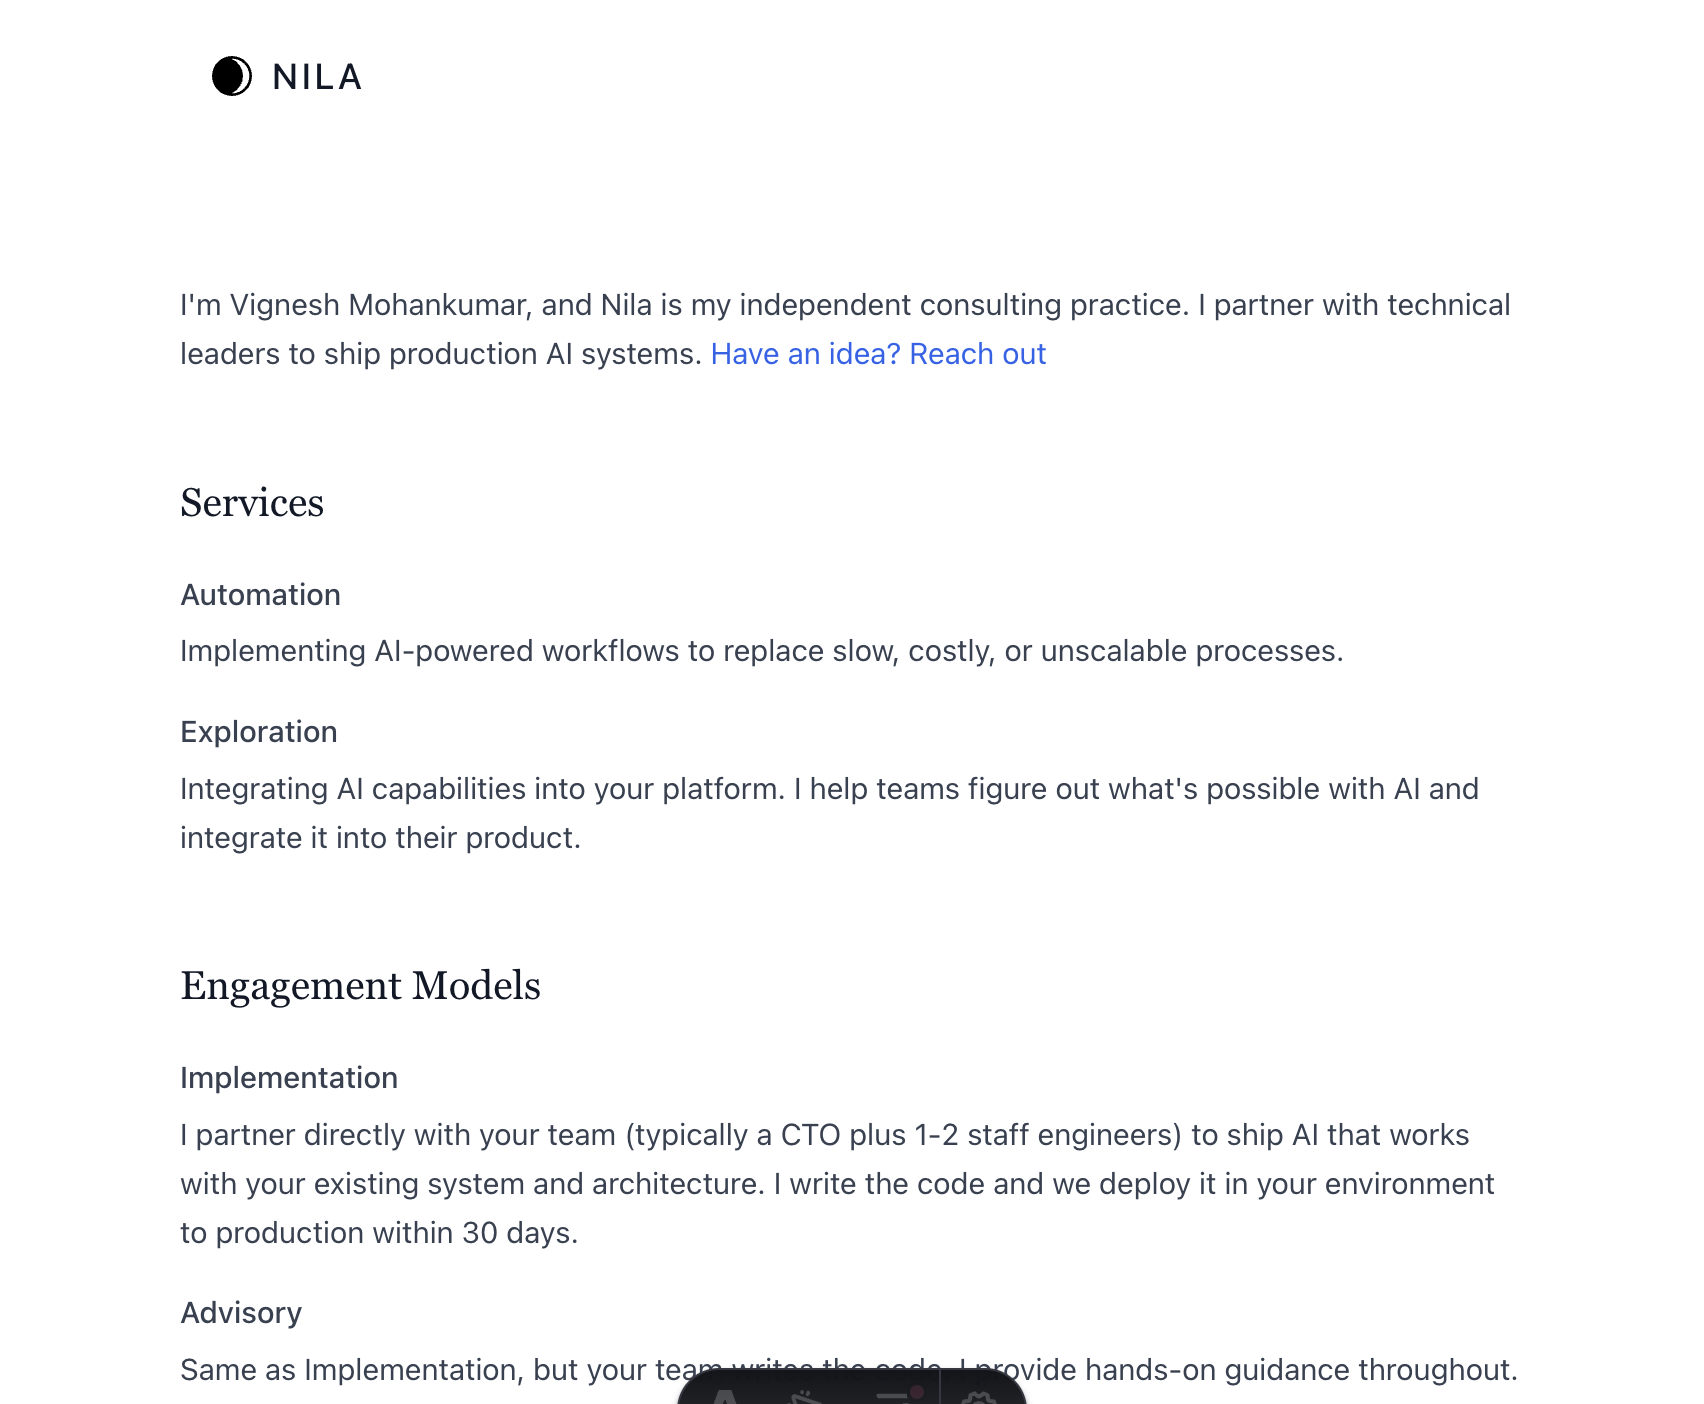 NILA
I'm Vignesh Mohankumar, and Nila is my independent consulting practice. I partner with technical
leaders to ship production AI systems. Have an idea? Reach out
Services
Automation
Implementing AI-powered workflows to replace slow, costly, or unscalable processes.
Exploration
Integrating AI capabilities into your platform. I help teams figure out what's possible with AI and
integrate it into their product.
Engagement Models
Implementation
I partner directly with your team (typically a CTO plus 1-2 staff engineers) to ship AI that works
with your existing system and architecture. I write the code and we deploy it in your environment
to production within 30 days.
Advisory
Same as Implementation, but your team writes the code. I provide hands-on guidance throughout.